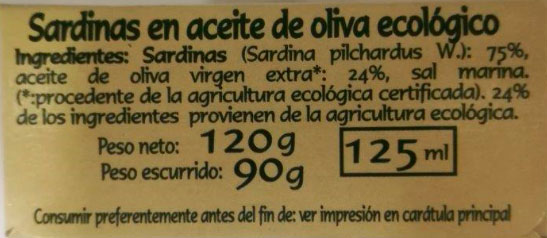 Sardinas en aceite de oliva ecológico
Ingredientes: Sardinas (Sardina pilchardus W.): 75%,
aceite de oliva virgen extra*: 24%, sal marina.
(*:procedente de la agricultura ecológica certificada). 24%
de los ingredientes provienen de la agricultura ecológica.
Peso neto: 120g
125 ml
Peso escurrido: 90g
Consumir preferentemente antes del fin de: ver impresión en carátula principal